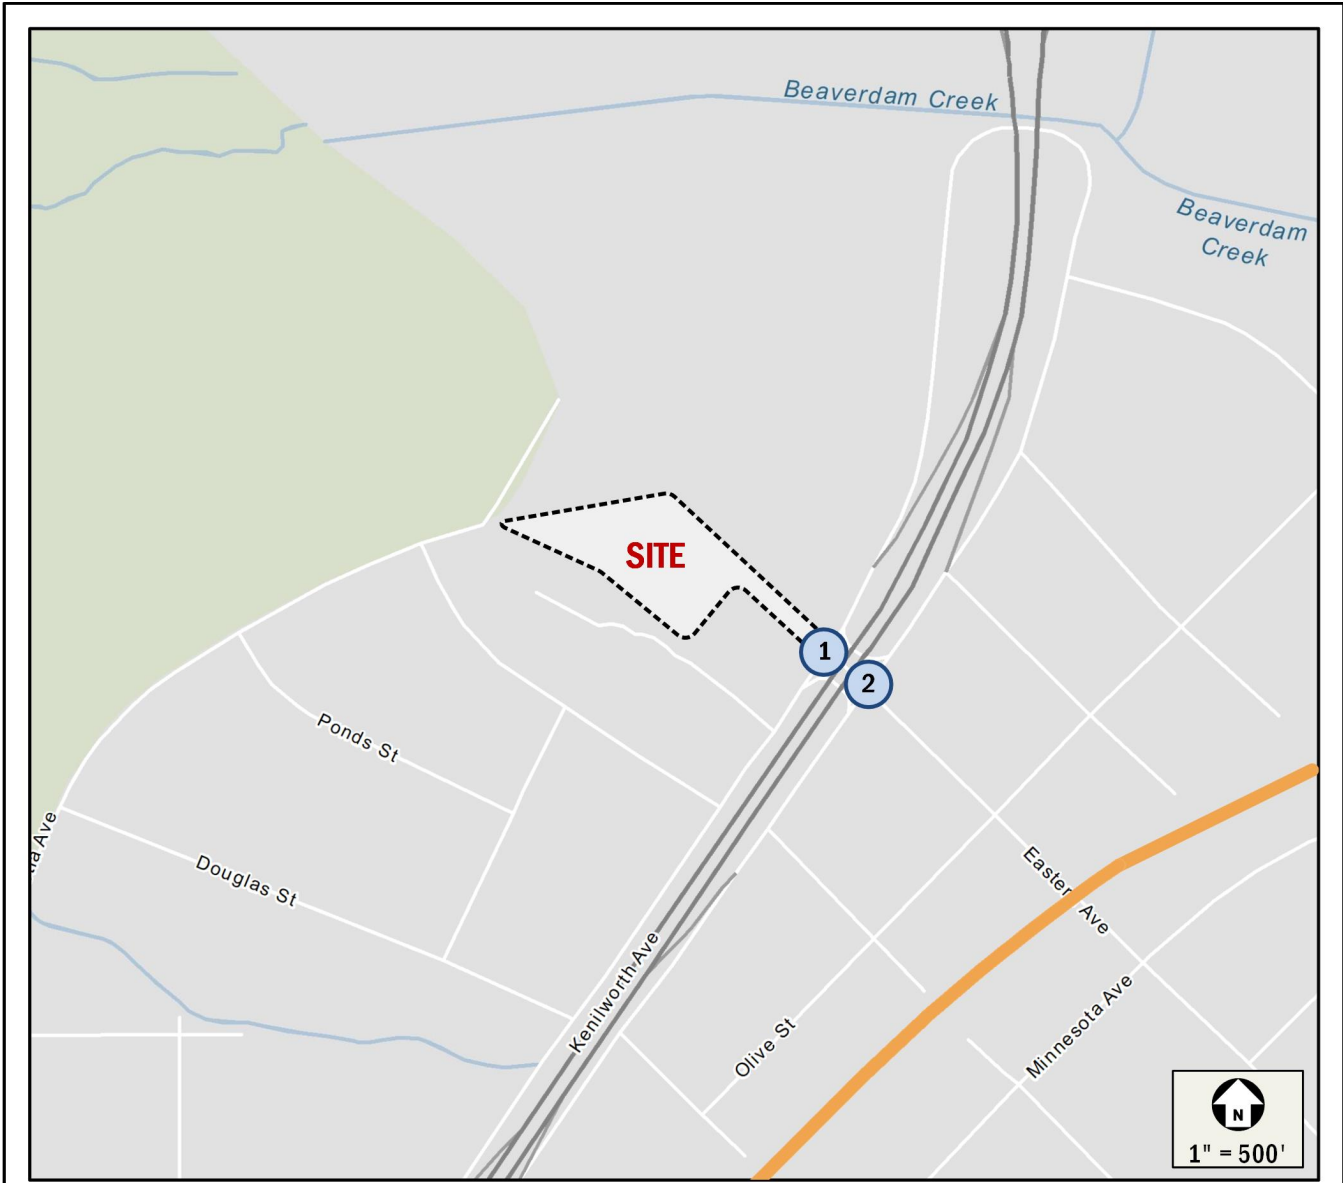 Beaverdam Creek
Beaverdam
Creek
SITE
1
2
Ponds St
Douglas St
Ave
Kenilworth Ave
Eastern Ave
Olive St
Minnesota Ave
N
1" = 500'